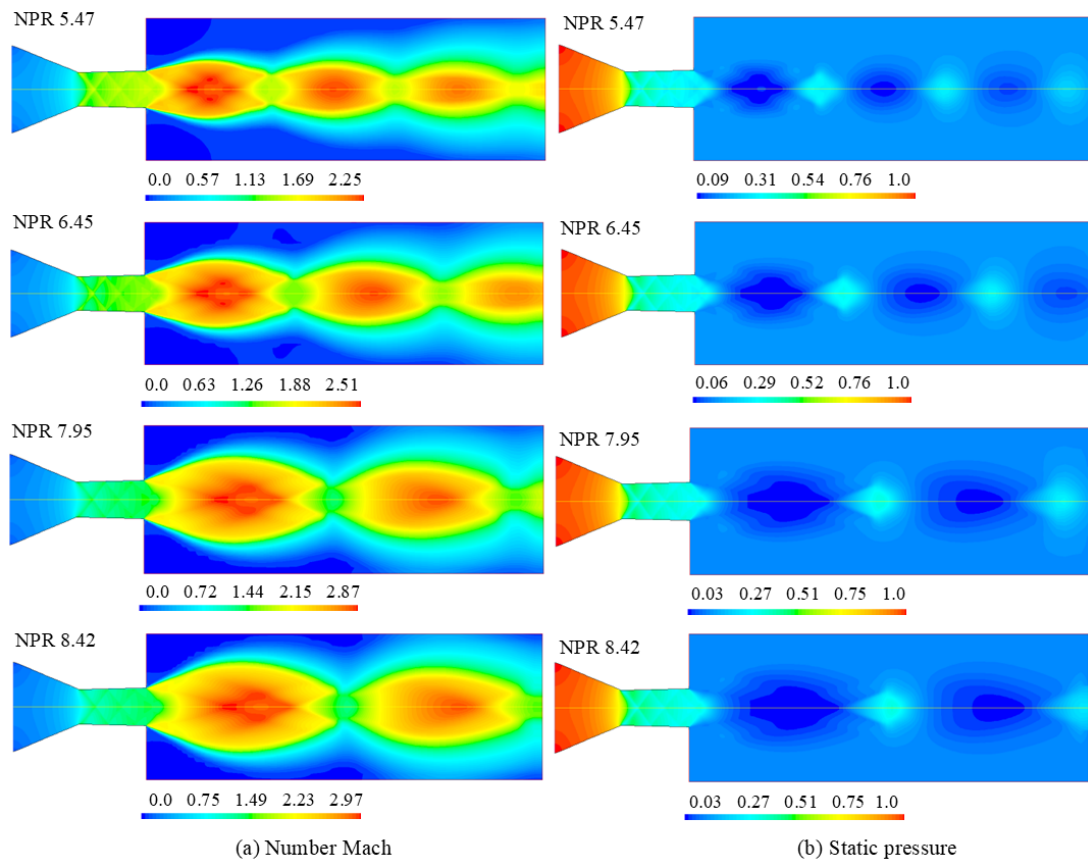 NPR 5.47
0.0 0.57 1.13 1.69 2.25
NPR 6.45
0.0 0.63 1.26 1.88 2.51
NPR 7.95
0.0 0.72 1.44 2.15 2.87
NPR 8.42
0.0 0.75 1.49 2.23 2.97
(a) Number Mach
NPR 5.47
0.09 0.31 0.54 0.76 1.0
NPR 6.45
0.06 0.29 0.52 0.76 1.0
NPR 7.95
0.03 0.27 0.51 0.75 1.0
NPR 8.42
0.03 0.27 0.51 0.75 1.0
(b) Static pressure